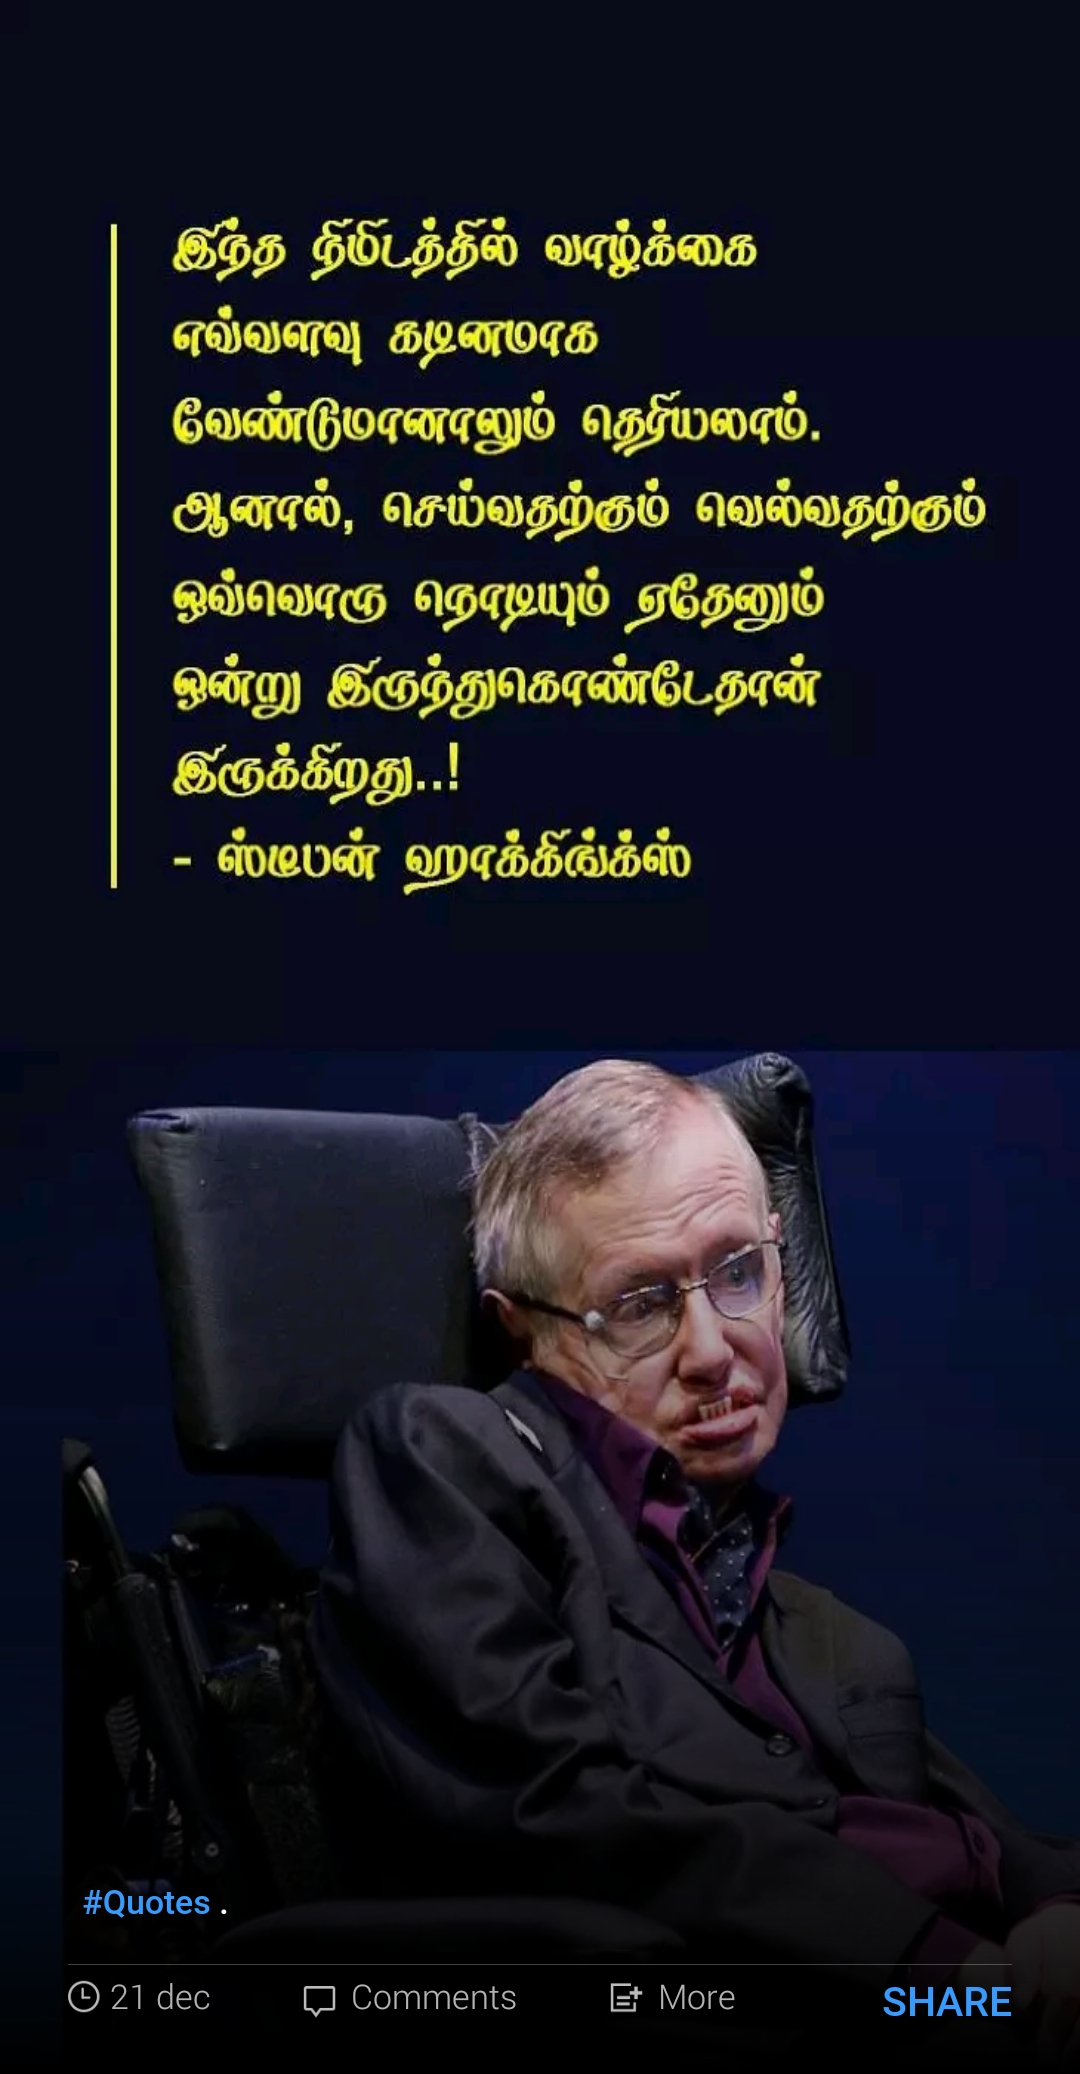 இந்த நிமிடத்தில் வாழ்க்கை
எவ்வளவு கடினமாக
வேண்டுமானாலும் தெரியலாம்.
ஆனால், செய்வதற்கும் வெல்வதற்கும்
ஒவ்வொரு நொடியும் ஏதேனும்
ஒன்று இருந்துகொண்டேதான்
இருக்கிறது..!
- ஸ்டீபன் ஹாக்கிங்க்ஸ்
#Quotes .
21 dec
Comments
More
SHARE